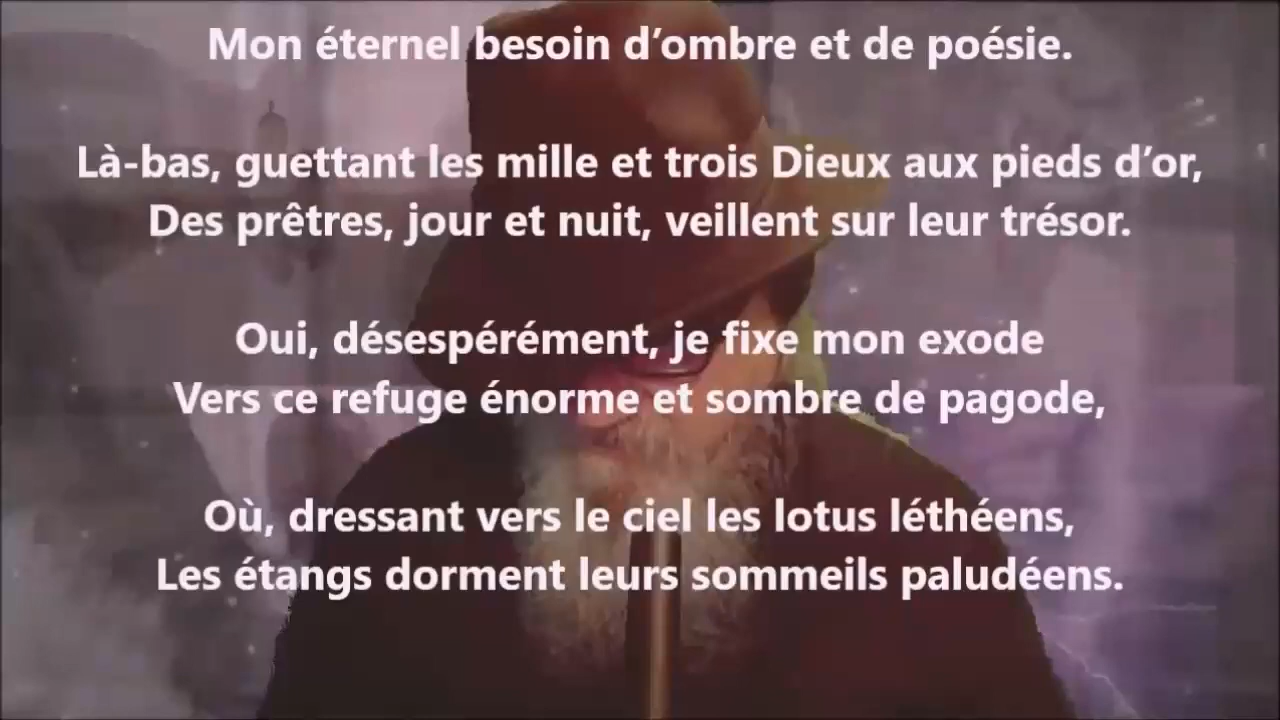 Mon éternel besoin d’ombre et de poésie.
Là-bas, guettant les mille et trois Dieux aux pieds d’or,
Des prêtres, jour et nuit, veillent sur leur trésor.
Oui, désespérément, je fixe mon exode
Vers ce refuge énorme et sombre de pagode,
Où, dressant vers le ciel les lotus léthéens,
Les étangs dorment leurs sommeils paludéens.